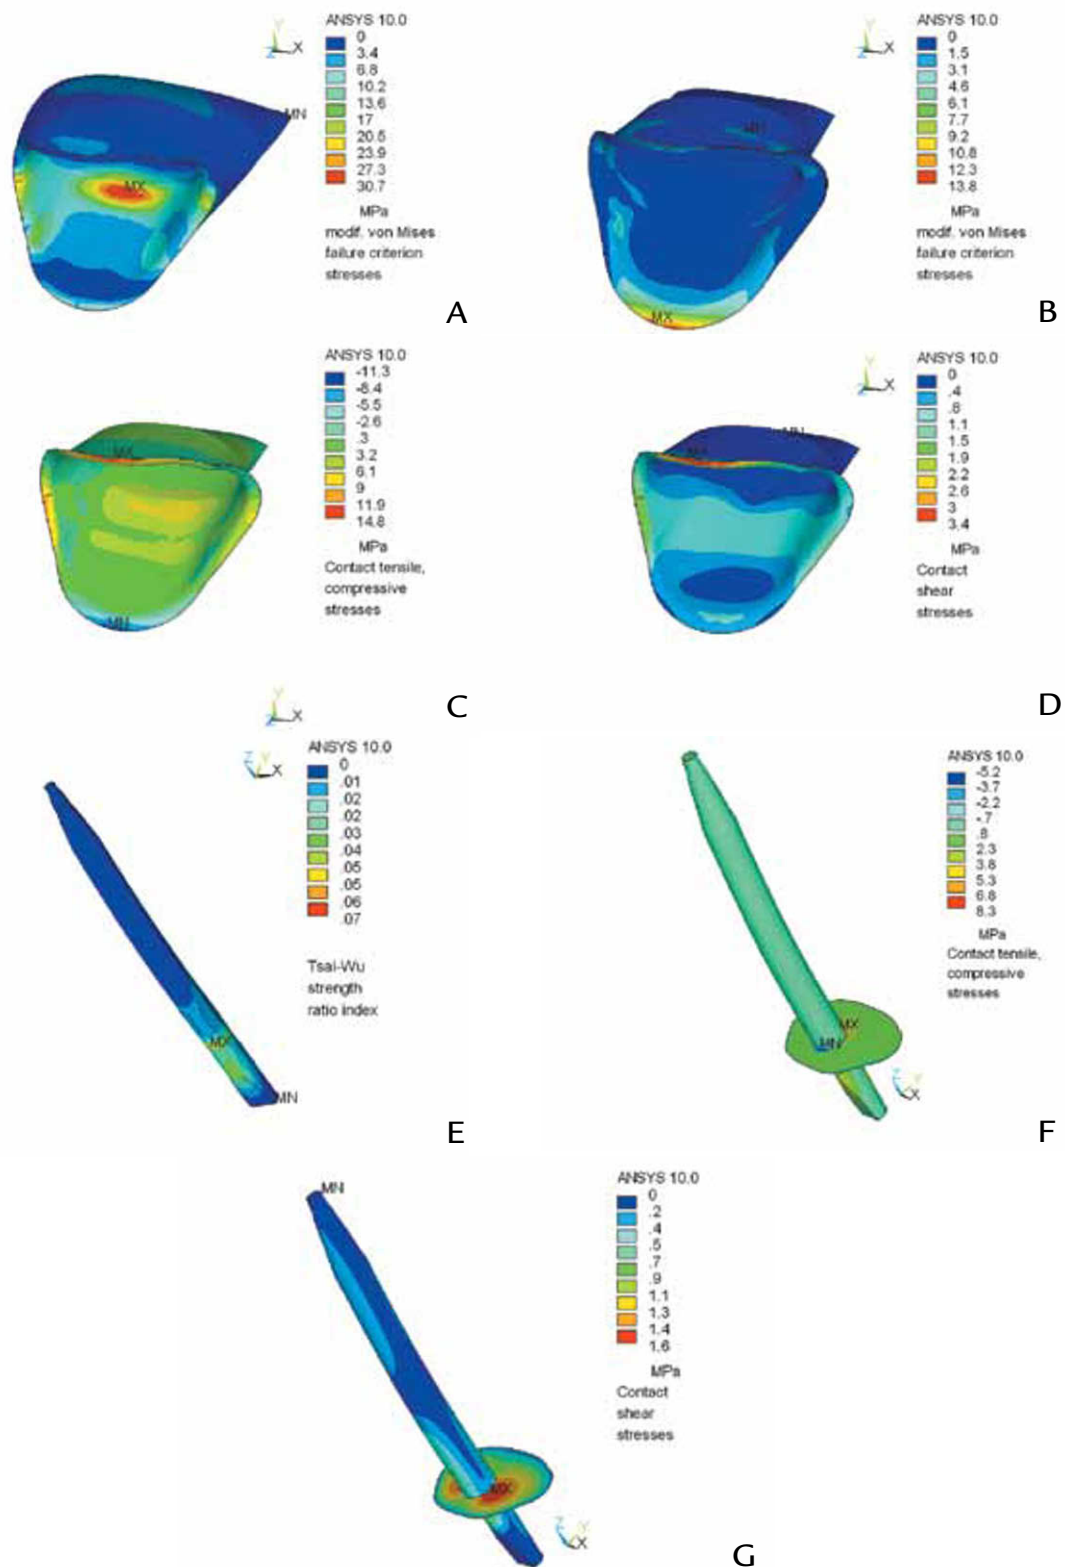 ANSYS 10.0
Y
Z X
0
3.4
6.8
10.2
13.6
17
20.5
23.9
27.3
30.7
MN
MX
MPa
modif. von Mises
failure criterion
stresses
A
ANSYS 10.0
Y
Z X
0
1.5
3.1
4.6
6.1
7.7
9.2
10.8
12.3
13.8
MN
MX
MPa
modif. von Mises
failure criterion
stresses
B
ANSYS 10.0
-11.3
-8.4
-5.5
-2.6
.3
3.2
6.1
9
11.9
14.8
MX
MN
MPa
Contact tensile,
compressive
stresses
C
ANSYS 10.0
Y
Z X
0
.4
.8
1.1
1.5
1.9
2.2
2.6
3
3.4
MN
MX
MPa
Contact
shear
stresses
D
Y
Z X
ANSYS 10.0
Z Y
X
0
.01
.02
.02
.03
.04
.05
.05
.06
.07
Tsai-Wu
strength
ratio index
MX
MN
E
ANSYS 10.0
-5.2
-3.7
-2.2
-.7
.8
2.3
3.8
5.3
6.8
8.3
MPa
Contact tensile,
compressive
stresses
MX
MN
Z Y
X
F
ANSYS 10.0
MN
0
.2
.4
.5
.7
.9
1.1
1.3
1.4
1.6
MPa
Contact
shear
stresses
MX
Z Y
X
G